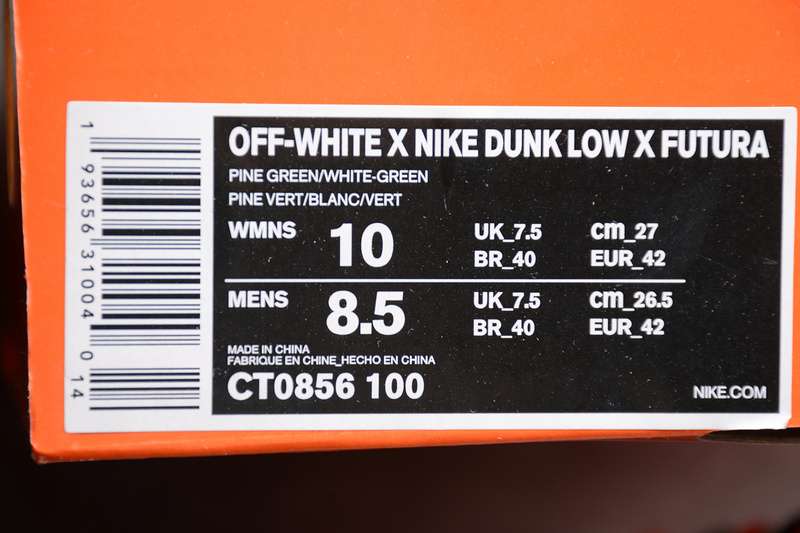 OFF-WHITE X NIKE DUNK LOW X FUTURA
PINE GREEN/WHITE-GREEN
PINE VERT/BLANC/VERT
WMNS 10 UK_7.5 cm_27
BR_40 EUR_42
MENS 8.5 UK_7.5 cm_26.5
BR_40 EUR_42
MADE IN CHINA
FABRIQUE EN CHINE_HECHO EN CHINA
CT0856 100
NIKE.COM
1 93656 31004 0 14